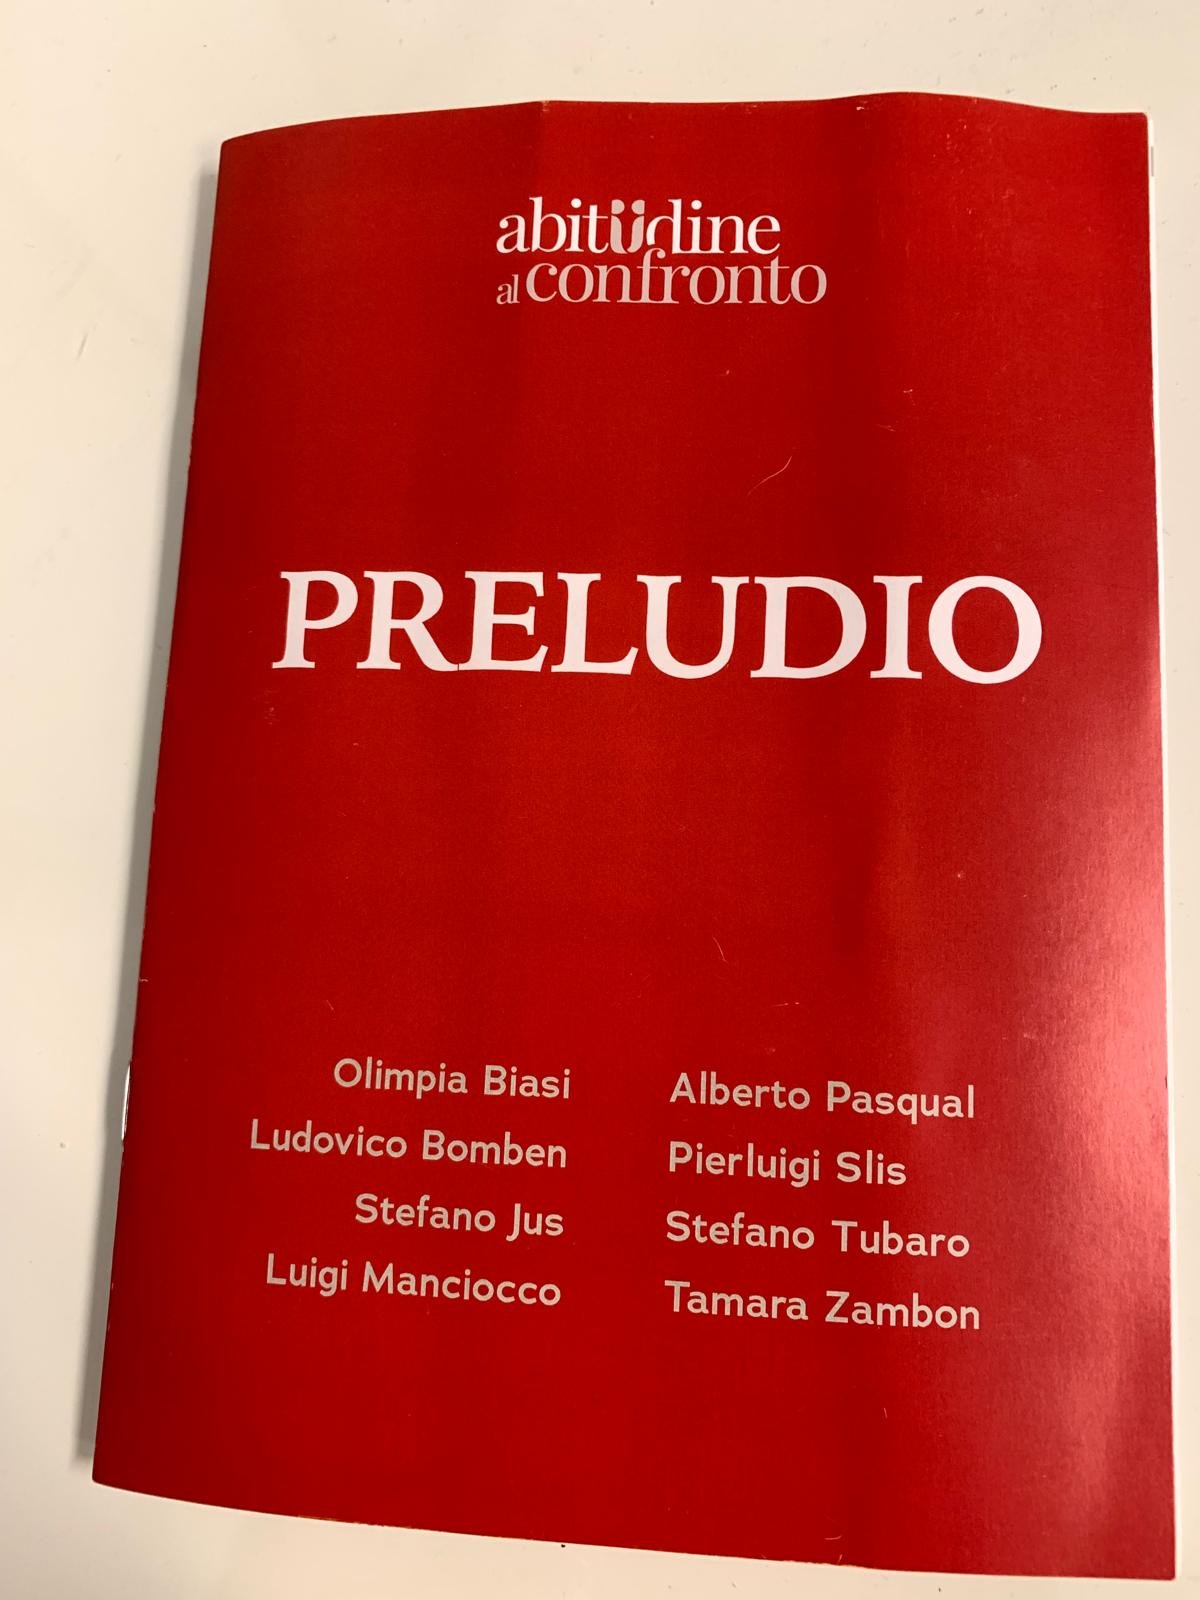 abitüdine
al confronto
PRELUDIO
Olimpia Biasi
Ludovico Bomben
Stefano Jus
Luigi Manciocco
Alberto Pasqual
Pierluigi Slis
Stefano Tubaro
Tamara Zambon